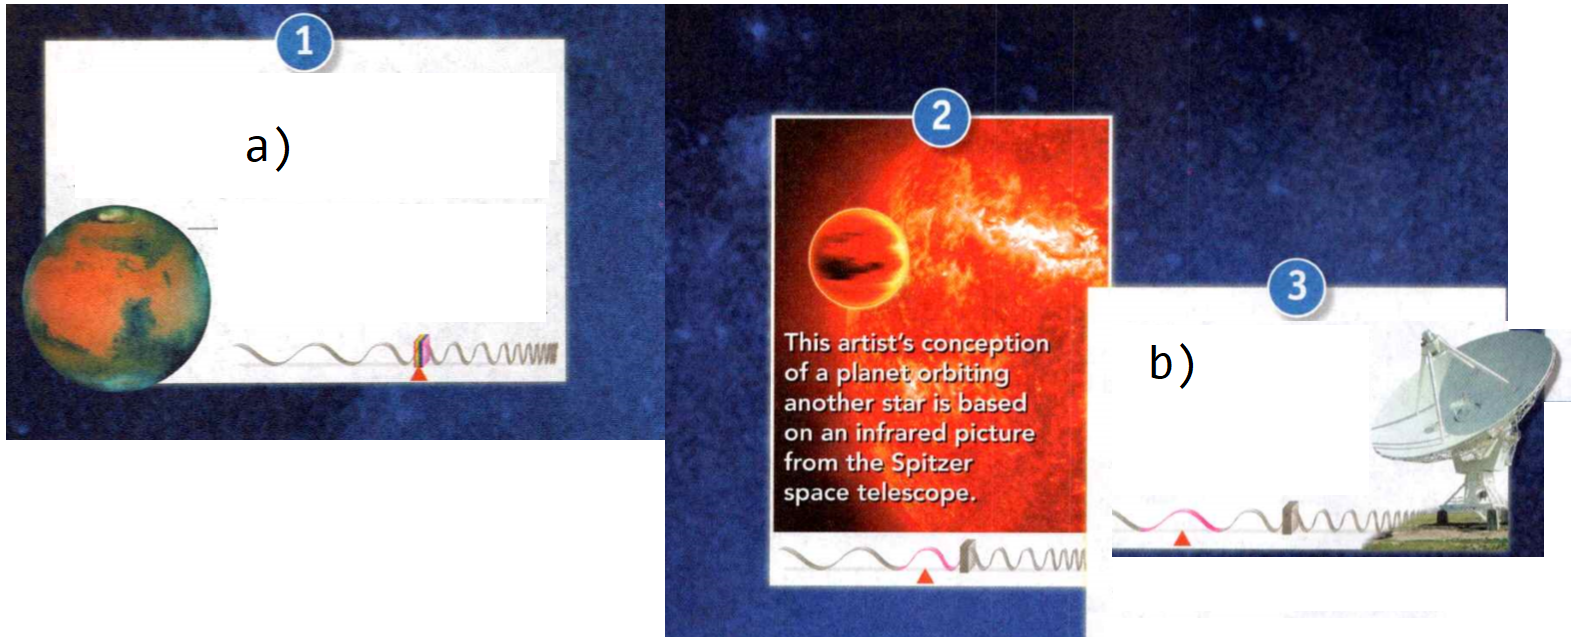 1
a)
2
This artist's conception
of a planet orbiting
another star is based
on an infrared picture
from the Spitzer
space telescope.
3
b)